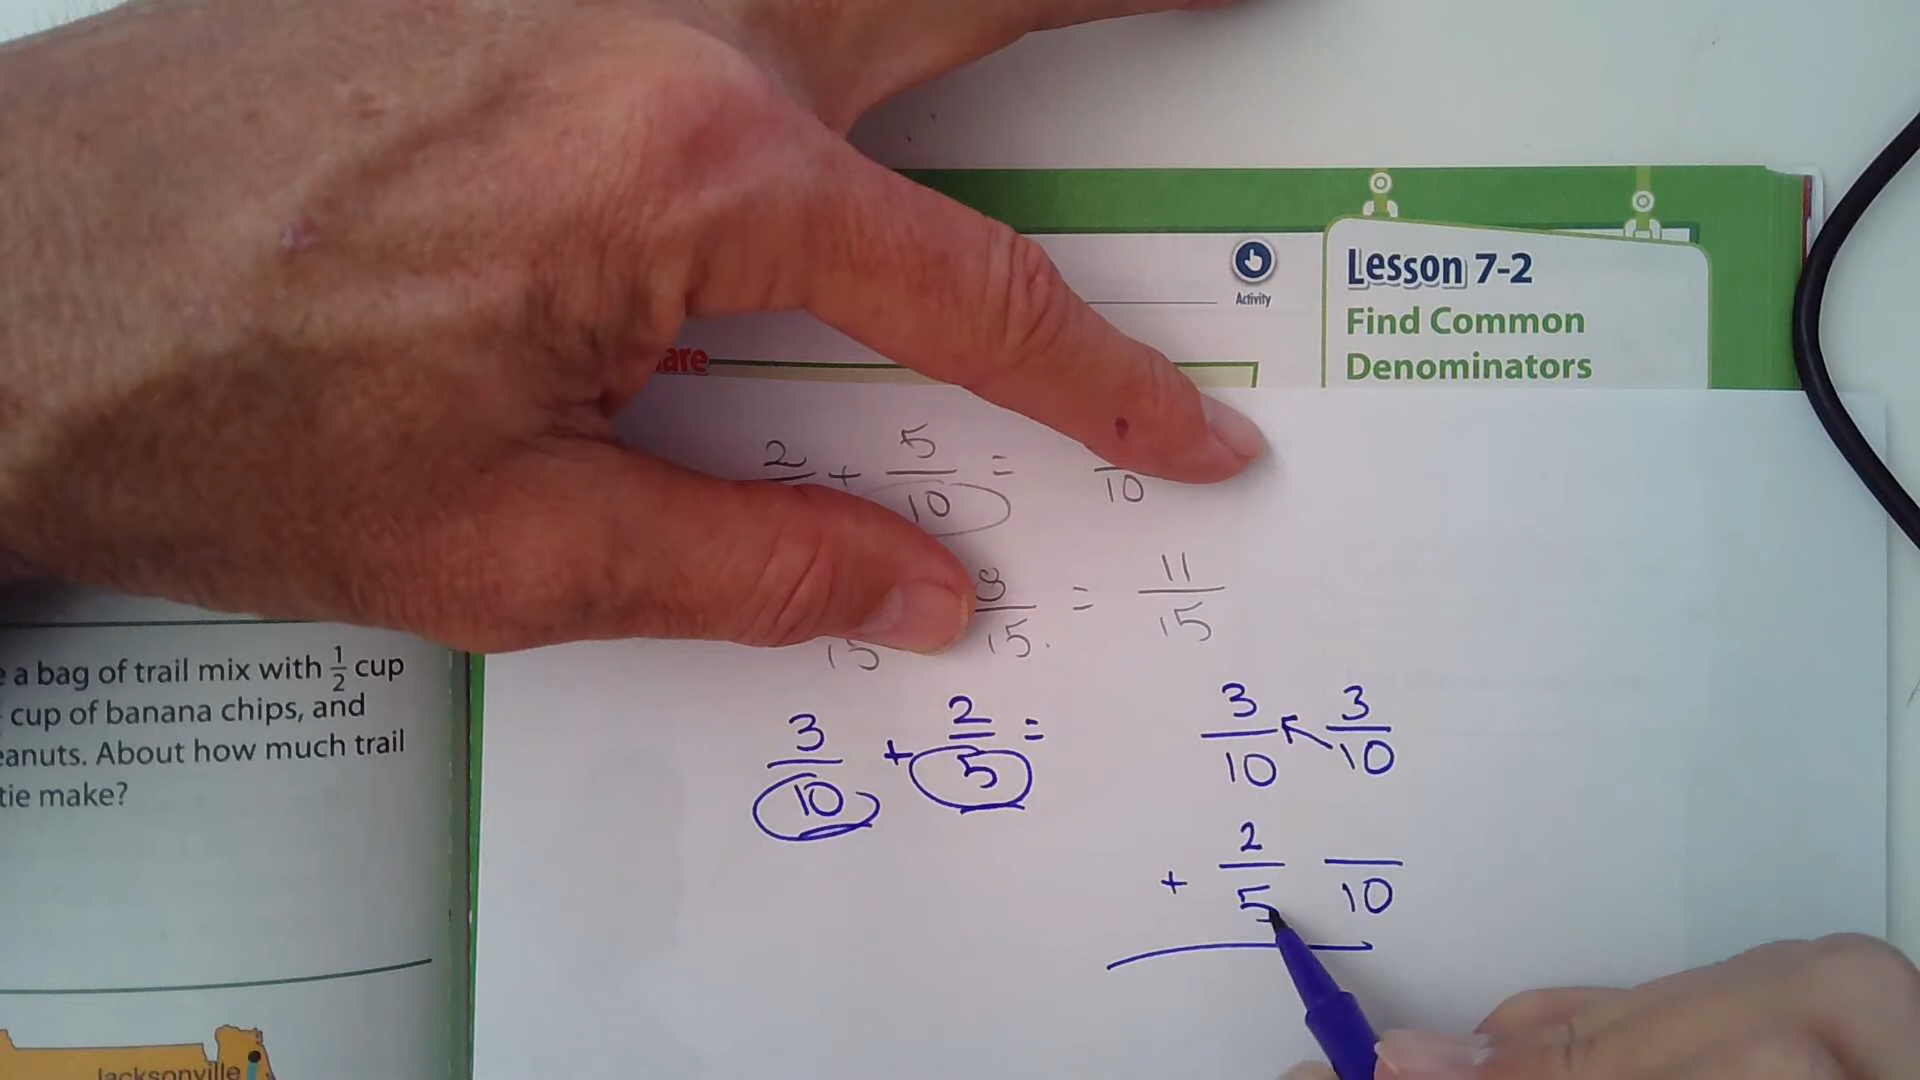 Lesson 7-2
Find Common
Denominators
Activity
are
2 + 5/10 = /10
/15 8/15. = 11/15
3/10 + 2/5 =
3/10 3/10
+ 2/5 /10
a bag of trail mix with 1/2 cup
cup of banana chips, and
eanuts. About how much trail
tie make?
Jacksonville